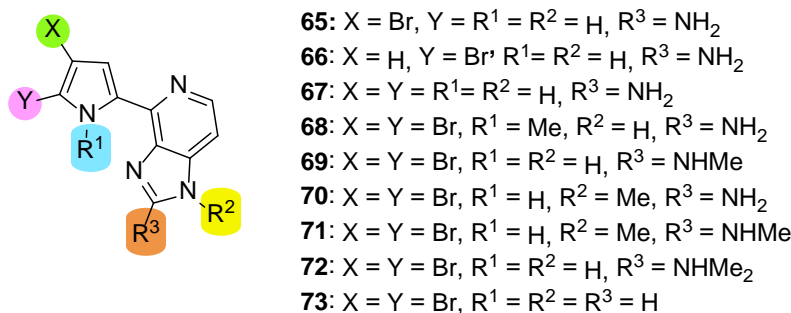 X
Y
N
R¹
N
N
N
R²
R³
65: X = Br, Y = R¹ = R² = H, R³ = NH₂
66: X = H, Y = Br, R¹= R² = H, R³ = NH₂
67: X = Y = R¹= R² = H, R³ = NH₂
68: X = Y = Br, R¹ = Me, R² = H, R³ = NH₂
69: X = Y = Br, R¹ = R² = H, R³ = NHMe
70: X = Y = Br, R¹ = H, R² = Me, R³ = NH₂
71: X = Y = Br, R¹ = H, R² = Me, R³ = NHMe
72: X = Y = Br, R¹ = R² = H, R³ = NHMe₂
73: X = Y = Br, R¹ = R² = R³ = H